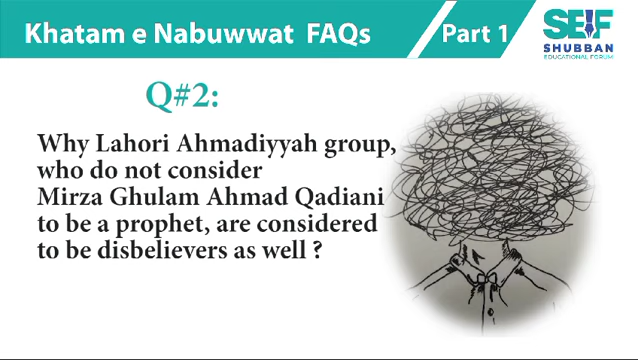 Khatam e Nabuwwat FAQs
Part 1
SEIF
SHUBBAN
EDUCATIONAL FORUM
Q#2:
Why Lahori Ahmadiyyah group,
who do not consider
Mirza Ghulam Ahmad Qadiani
to be a prophet, are considered
to be disbelievers as well ?